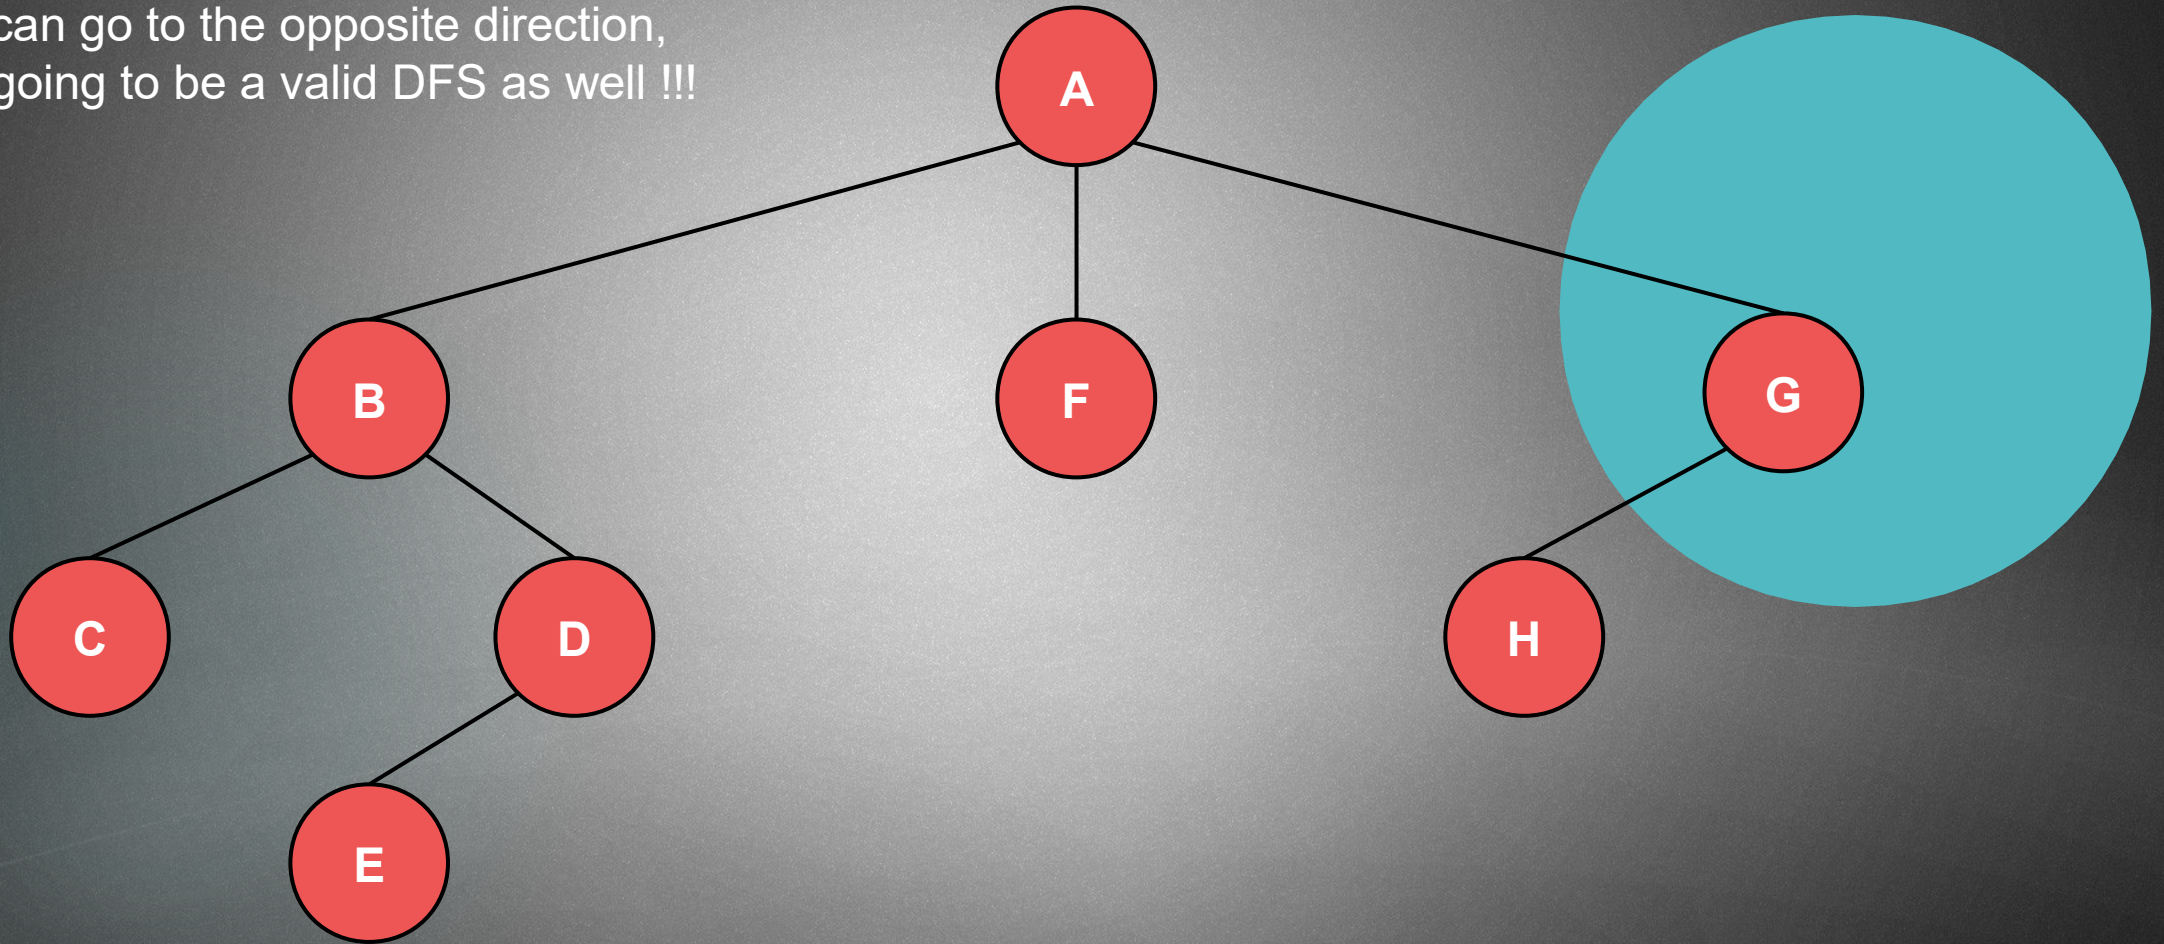 can go to the opposite direction,
going to be a valid DFS as well !!!
A
B
F
G
C
D
H
E